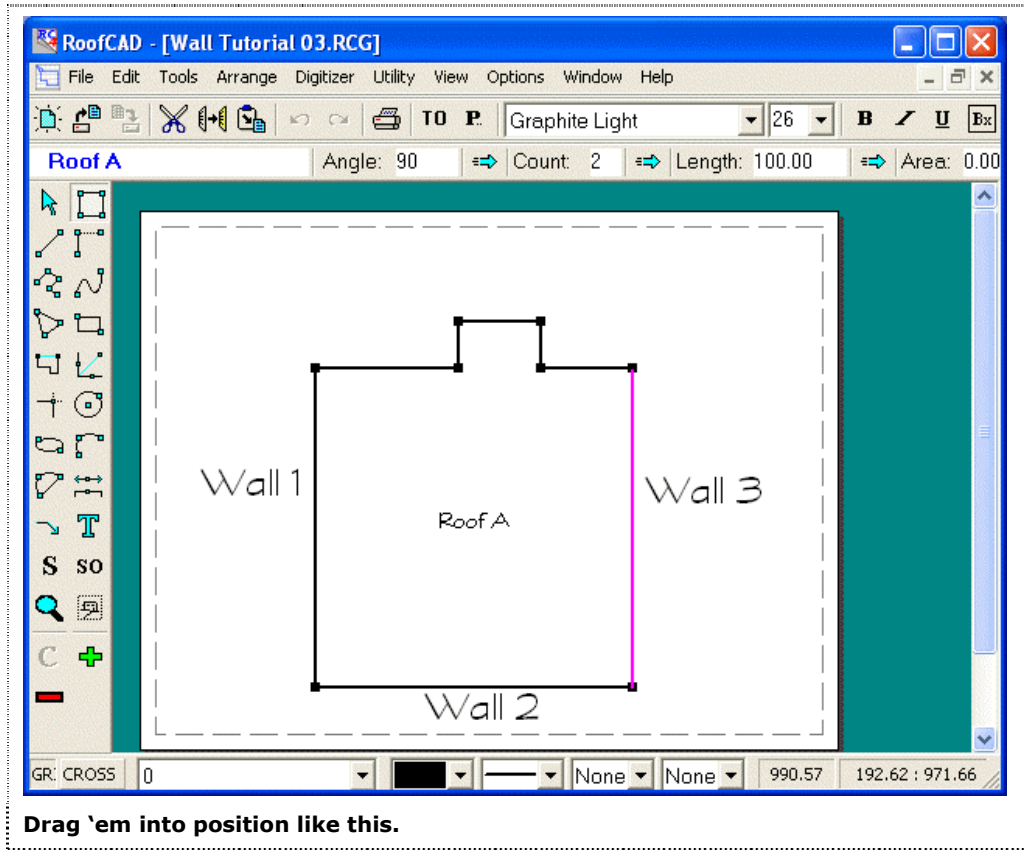 RoofCAD - [Wall Tutorial 03.RCG]
File Edit Tools Arrange Digitizer Utility View Options Window Help
TO P. Graphite Light 26 B I U Bx
Roof A Angle: 90 Count: 2 Length: 100.00 Area: 0.00
Wall 1
Wall 3
Roof A
S SO
C
Wall 2
GR: CROSS 0 None None 990.57 192.62 : 971.66
Drag ‘em into position like this.